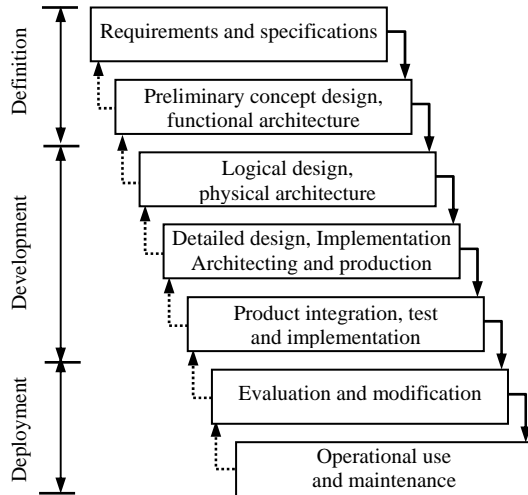 Definition
Requirements and specifications
Preliminary concept design,
functional architecture
Development
Logical design,
physical architecture
Detailed design, Implementation
Architecting and production
Product integration, test
and implementation
Deployment
Evaluation and modification
Operational use
and maintenance